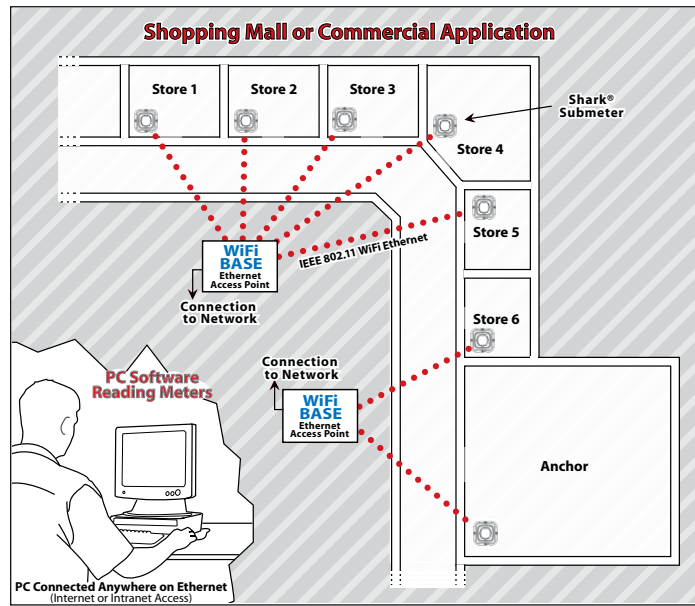 Shopping Mall or Commercial Application
Store 1
Store 2
Store 3
Shark®
Submeter
Store 4
Store 5
IEEE 802.11 WiFi Ethernet
WiFi
BASE
Ethernet
Access Point
Connection
to Network
Store 6
Connection
to Network
WiFi
BASE
Ethernet
Access Point
PC Software
Reading Meters
Anchor
PC Connected Anywhere on Ethernet
(Internet or Intranet Access)